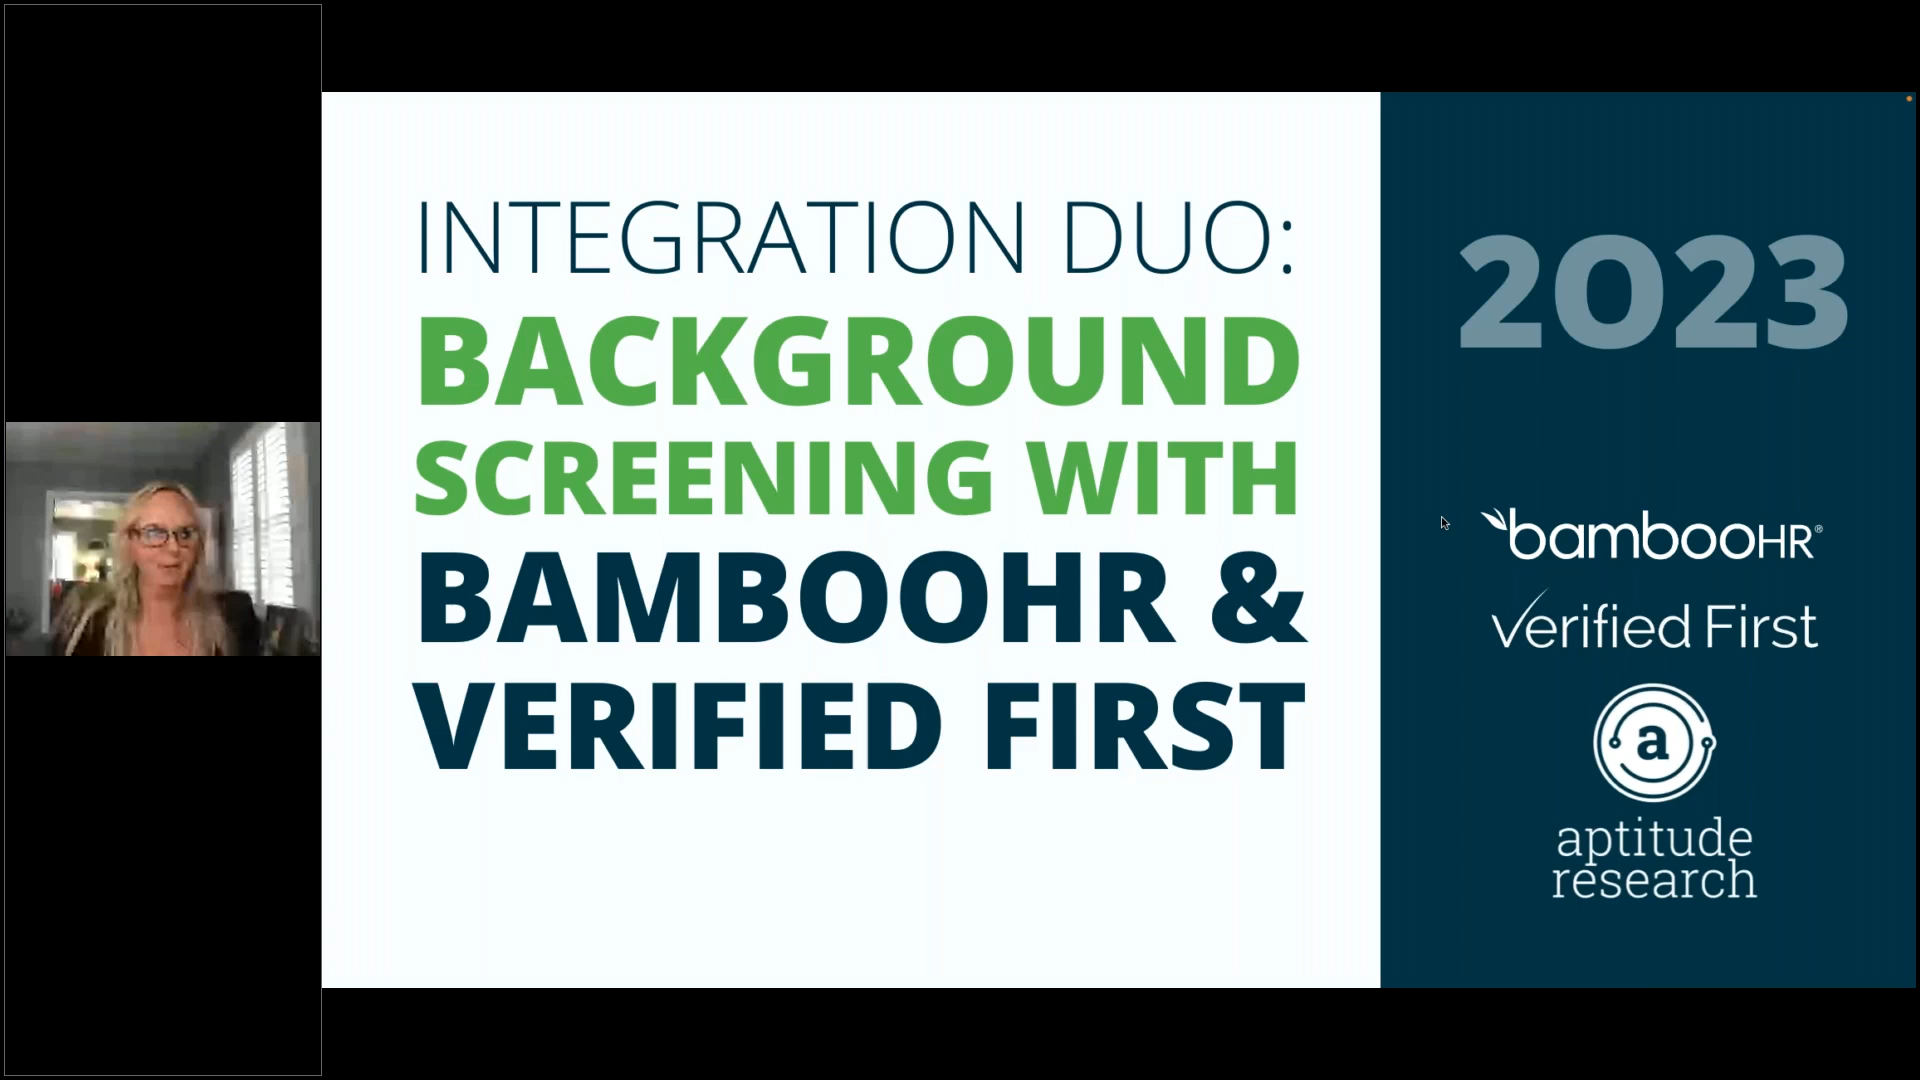 INTEGRATION DUO:
BACKGROUND
SCREENING WITH
BAMBOOHR &
VERIFIED FIRST
2023
bambooHR®
verified First
a
aptitude
research